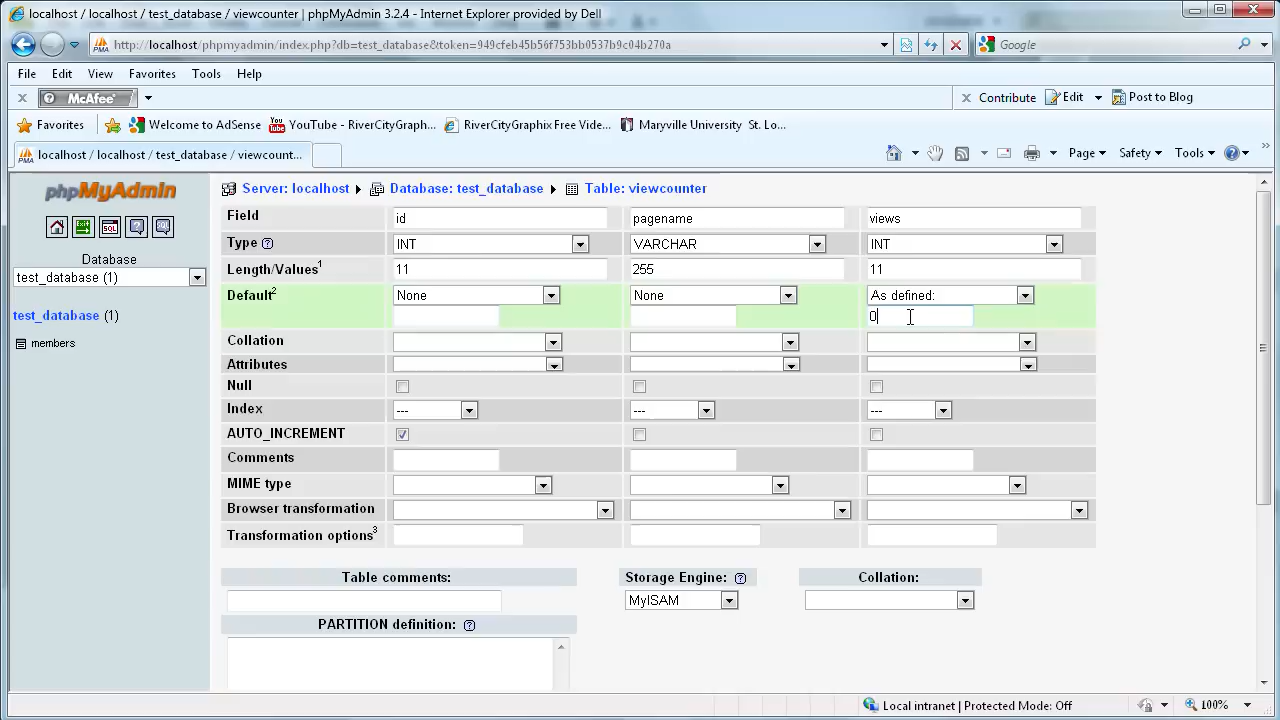 localhost / localhost / test_database / viewcounter | phpMyAdmin 3.2.4 - Internet Explorer provided by Dell
http://localhost/phpmyadmin/index.php?db=test_database&token=949cfeb45b56f753bb0537b9c04b270a
Google
File Edit View Favorites Tools Help
McAfee Contribute Edit Post to Blog
Favorites Welcome to AdSense YouTube - RiverCityGraph... RiverCityGraphix Free Vide... Maryville University St. Lo...
localhost / localhost / test_database / viewcount... Page Safety Tools
phpMyAdmin
Server: localhost Database: test_database Table: viewcounter
Field id pagename views
Type INT VARCHAR INT
Database
test_database (1)
Length/Values1 11 255 11
Default2 None None As defined:
0
test_database (1)
members
Collation
Attributes
Null
Index --- --- ---
AUTO_INCREMENT
Comments
MIME type
Browser transformation
Transformation options3
Table comments: Storage Engine: Collation:
MyISAM
PARTITION definition:
Local intranet | Protected Mode: Off 100%